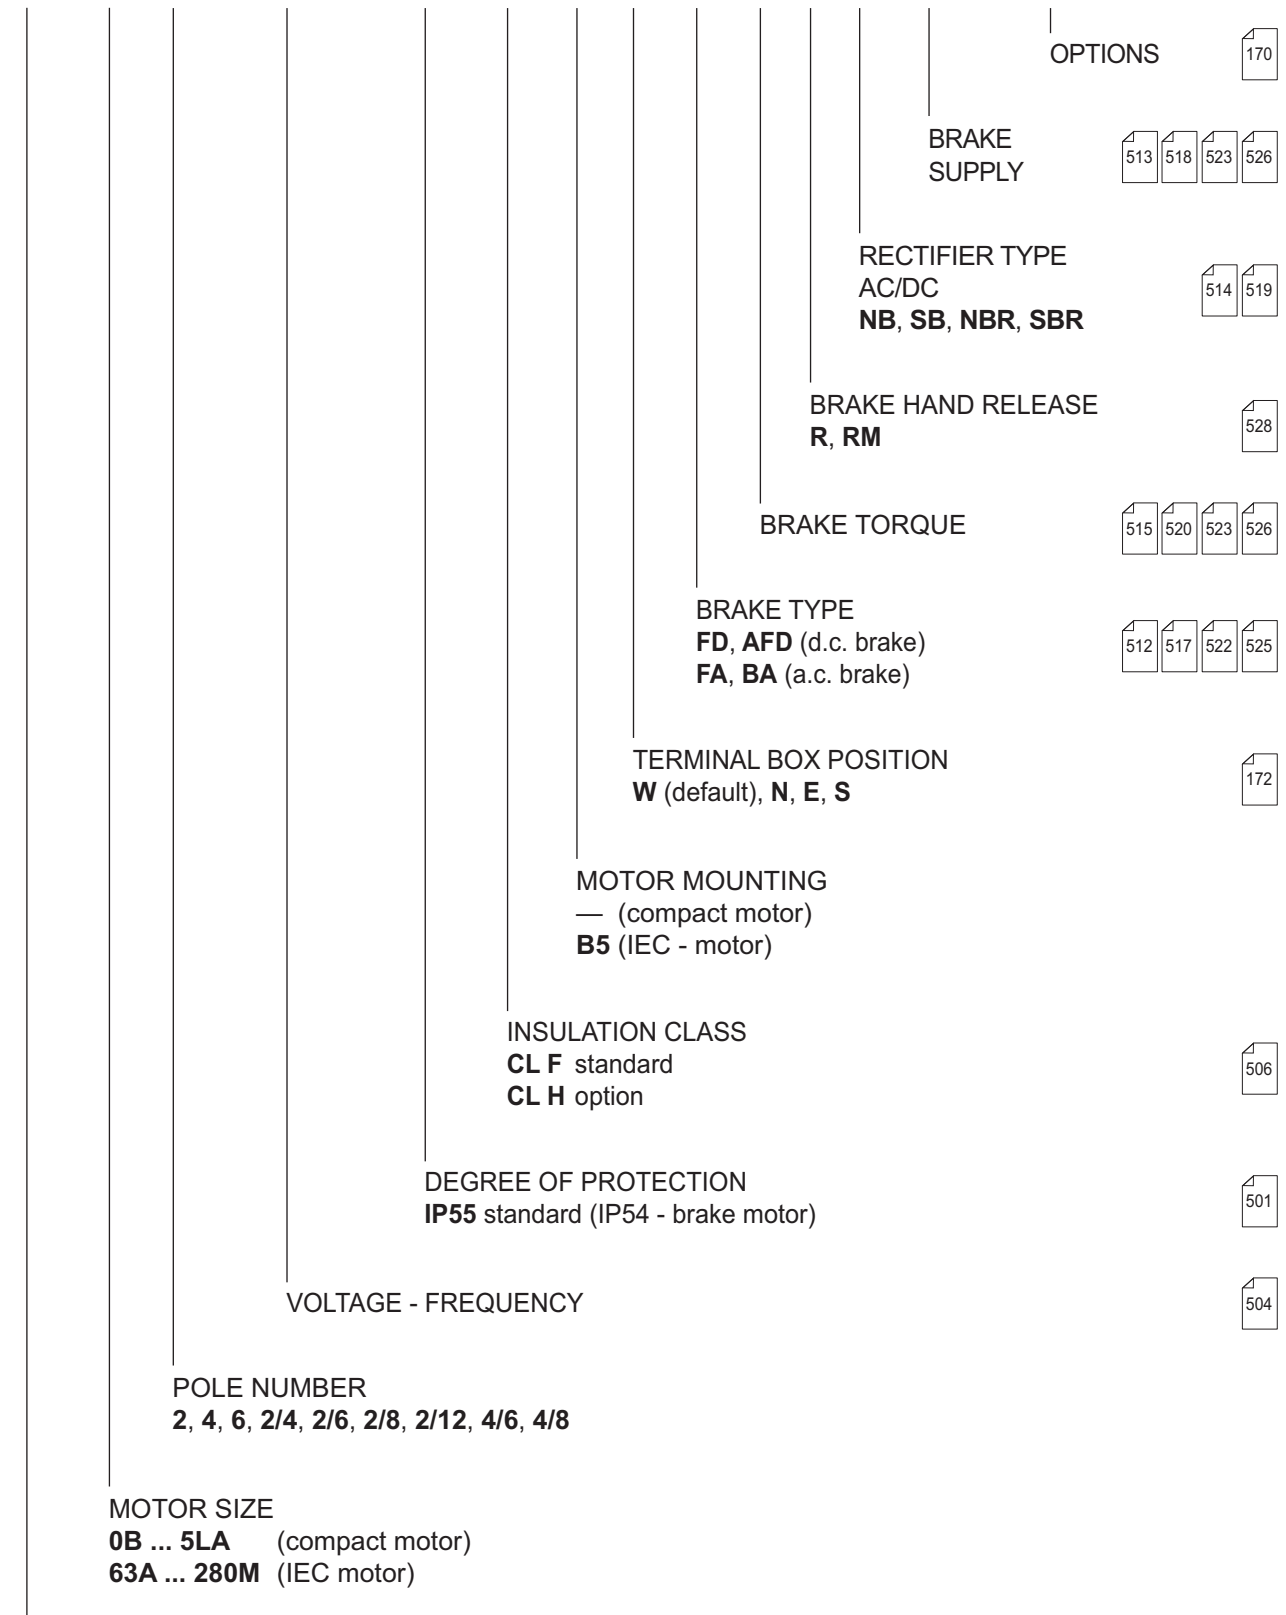 OPTIONS 170
BRAKE
SUPPLY 513 518 523 526
RECTIFIER TYPE
AC/DC 514 519
NB, SB, NBR, SBR
BRAKE HAND RELEASE
R, RM 528
BRAKE TORQUE 515 520 523 526
BRAKE TYPE
FD, AFD (d.c. brake) 512 517 522 525
FA, BA (a.c. brake)
TERMINAL BOX POSITION 172
W (default), N, E, S
MOTOR MOUNTING
— (compact motor)
B5 (IEC - motor)
INSULATION CLASS
CL F standard 506
CL H option
DEGREE OF PROTECTION 501
IP55 standard (IP54 - brake motor)
VOLTAGE - FREQUENCY 504
POLE NUMBER
2, 4, 6, 2/4, 2/6, 2/8, 2/12, 4/6, 4/8
MOTOR SIZE
0B ... 5LA (compact motor)
63A ... 280M (IEC motor)